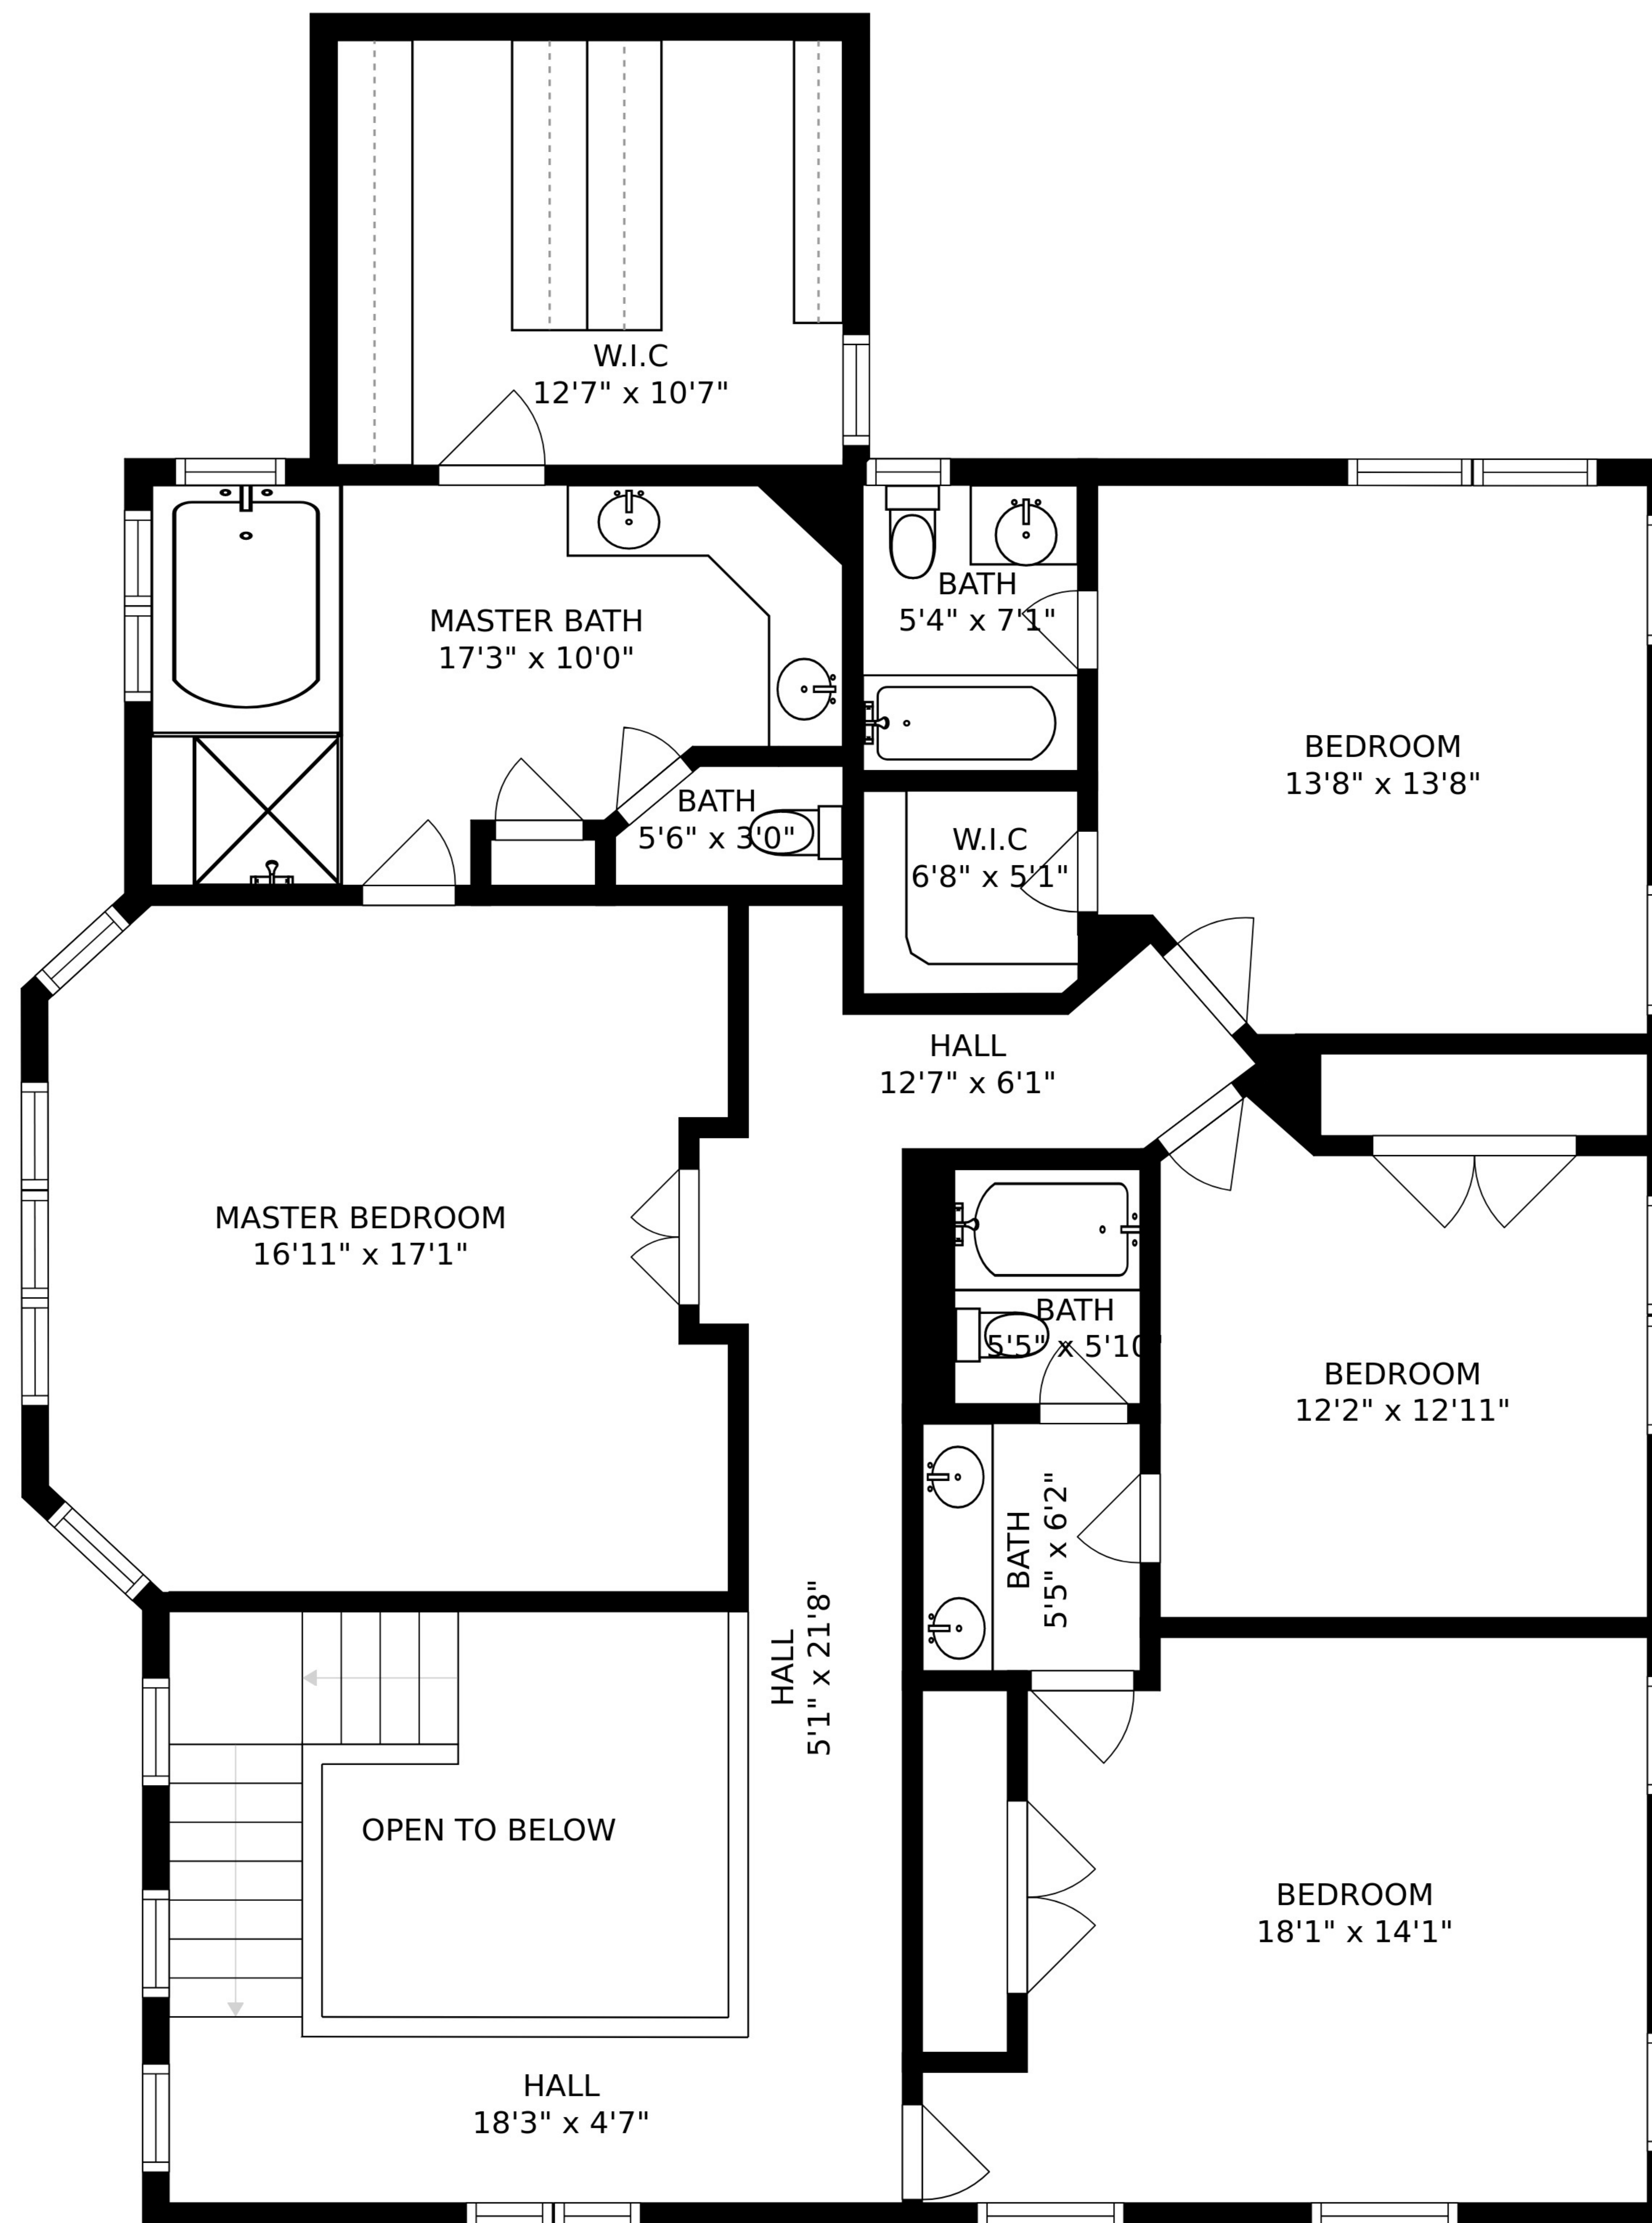 W.I.C
12'7" x 10'7"
MASTER BATH
17'3" x 10'0"
BATH
5'4" x 7'1"
BEDROOM
13'8" x 13'8"
BATH
5'6" x 3'0"
W.I.C
6'8" x 5'1"
HALL
12'7" x 6'1"
MASTER BEDROOM
16'11" x 17'1"
BATH
5'5" x 5'10"
BEDROOM
12'2" x 12'11"
BATH
5'5" x 6'2"
HALL
5'1" x 21'8"
OPEN TO BELOW
BEDROOM
18'1" x 14'1"
HALL
18'3" x 4'7"